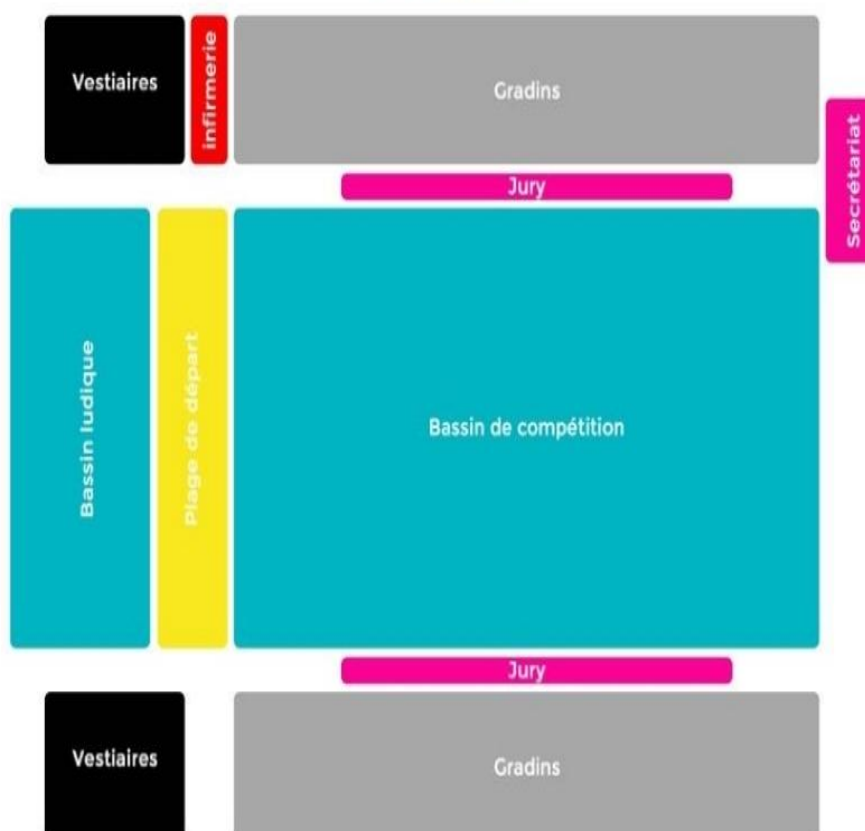 Vestiaires
infirmerie
Gradins
Secrétariat
Jury
Bassin ludique
Plage de départ
Bassin de compétition
Jury
Vestiaires
Gradins